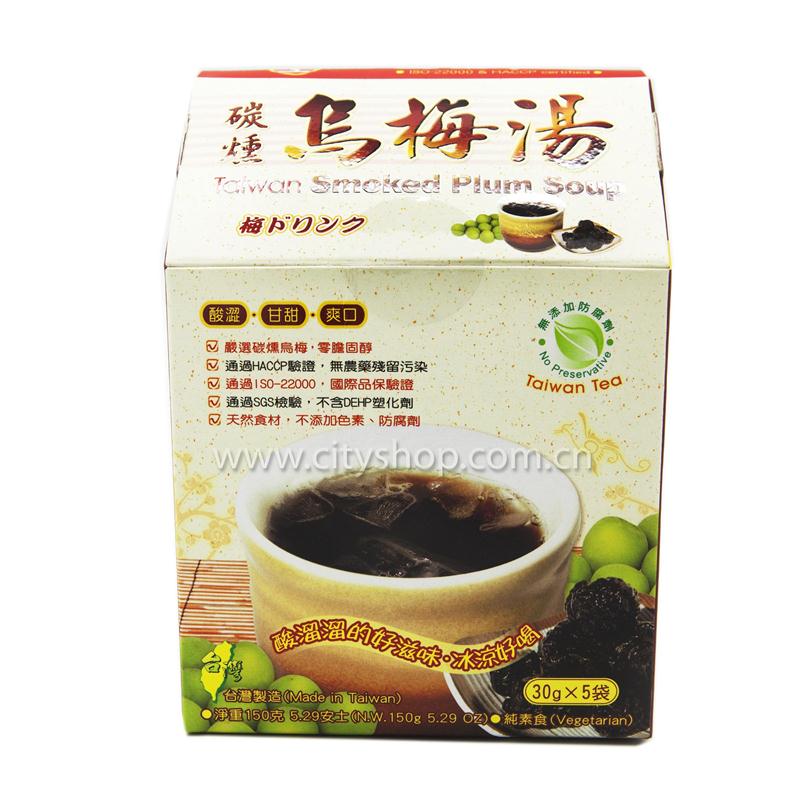 • ISO-22000 & HACCP certified •
碳燻
烏梅湯
Taiwan Smoked Plum Soup
梅ドリンク
酸澀・甘甜・爽口
嚴選碳燻烏梅，零膽固醇
通過HACCP驗證，無農藥殘留污染
通過ISO-22000，國際品保驗證
通過SGS檢驗，不含DEHP塑化劑
天然食材，不添加色素、防腐劑
無添加防腐劑
No Preservative
Taiwan Tea
www.cityshop.com.cn
酸溜溜的好滋味・冰涼好喝
台灣
30g×5袋
台灣製造(Made in Taiwan)
●淨重150克 5.29安士(N.W.150g 5.29 OZ) ●純素食(Vegetarian)